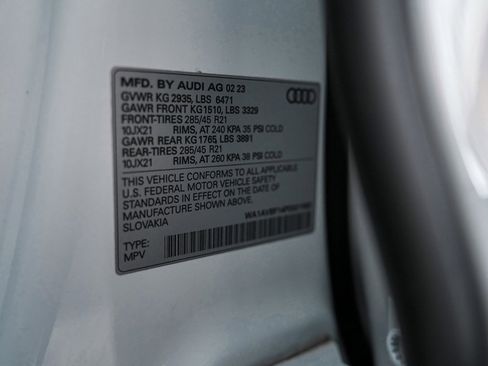 MFD. BY AUDI AG 02 23
GVWR KG 2935, LBS 6471
GAWR FRONT KG1510, LBS 3329
FRONT-TIRES 285/45 R21
10JX21 RIMS, AT 240 KPA 35 PSI COLD
GAWR REAR KG 1765, LBS 3891
REAR-TIRES 285/45 R21
10JX21 RIMS, AT 260 KPA 38 PSI COLD
THIS VEHICLE CONFORMS TO ALL APPLICABLE
U.S. FEDERAL MOTOR VEHICLE SAFETY
STANDARDS IN EFFECT ON THE DATE OF
MANUFACTURE SHOWN ABOVE.
SLOVAKIA
TYPE:
MPV